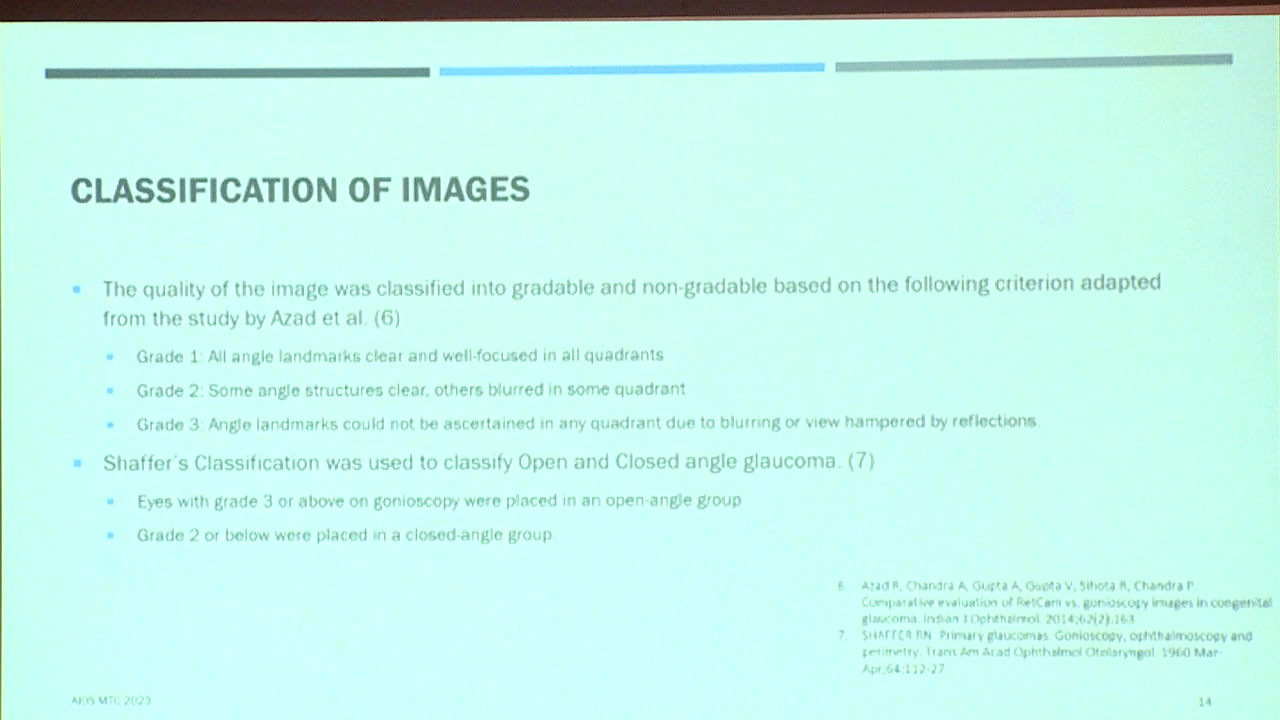 CLASSIFICATION OF IMAGES
The quality of the image was classified into gradable and non-gradable based on the following criterion adapted
from the study by Azad et al. (6)
Grade 1: All angle landmarks clear and well-focused in all quadrants
Grade 2: Some angle structures clear, others blurred in some quadrant
Grade 3: Angle landmarks could not be ascertained in any quadrant due to blurring or view hampered by reflections.
Shaffer's Classification was used to classify Open and Closed angle glaucoma. (7)
Eyes with grade 3 or above on gonioscopy were placed in an open-angle group
Grade 2 or below were placed in a closed-angle group
6. Azad R, Chandra A, Gupta A, Gupta V, Sihota R, Chandra P.
Comparative evaluation of RetCam vs. gonioscopy images in congenital
glaucoma. Indian J Ophthalmol. 2014;62(2):163
7. SHAFFER RN. Primary glaucomas. Gonioscopy, ophthalmoscopy and
perimetry. Trans Am Acad Ophthalmol Otolaryngol. 1960 Mar-
Apr;64:112-27
MTC 2023
14